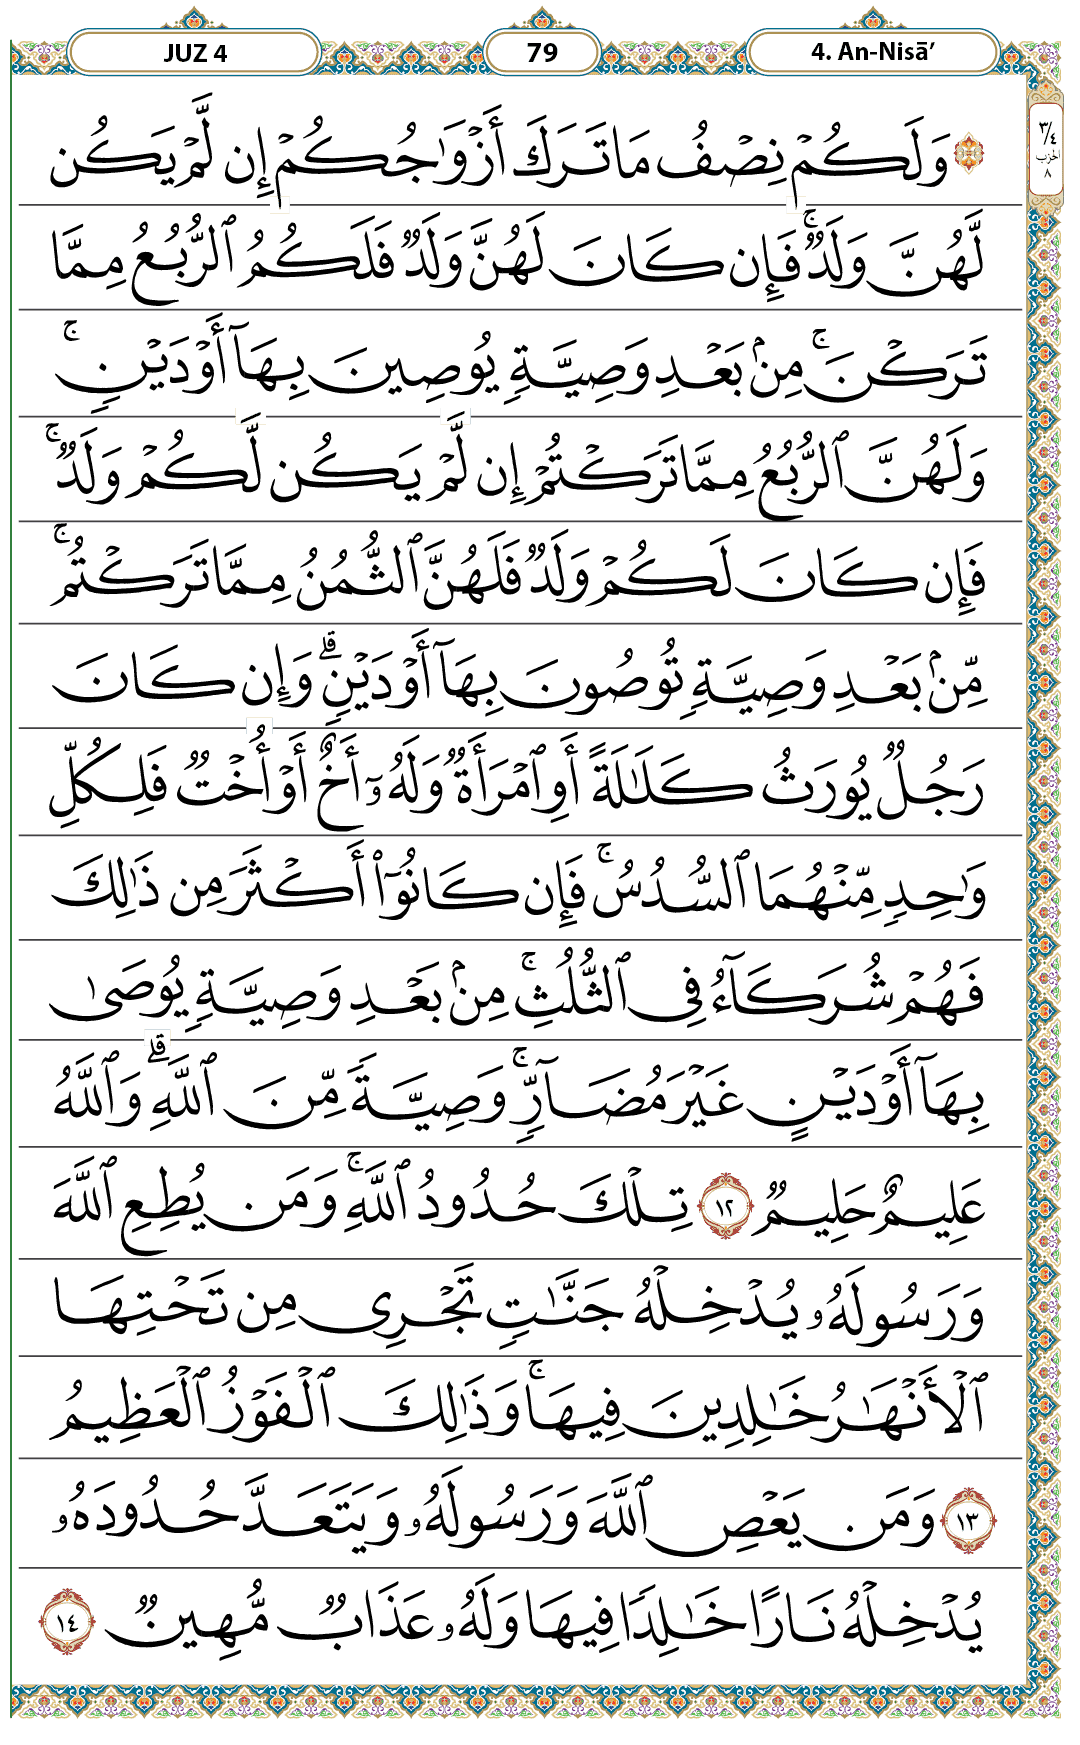 JUZ 4
79
4. An-Nisā’
٣/٤
الحزب
٨
۞ وَلَكُمۡ نِصۡفُ مَا تَرَكَ أَزۡوَٰجُكُمۡ إِن لَّمۡ يَكُن
لَّهُنَّ وَلَدٞۚ فَإِن كَانَ لَهُنَّ وَلَدٞ فَلَكُمُ ٱلرُّبُعُ مِمَّا
تَرَكۡنَۚ مِنۢ بَعۡدِ وَصِيَّةٖ يُوصِينَ بِهَآ أَوۡ دَيۡنٖۚ
وَلَهُنَّ ٱلرُّبُعُ مِمَّا تَرَكۡتُمۡ إِن لَّمۡ يَكُن لَّكُمۡ وَلَدٞۚ
فَإِن كَانَ لَكُمۡ وَلَدٞ فَلَهُنَّ ٱلثُّمُنُ مِمَّا تَرَكۡتُمۚ
مِّنۢ بَعۡدِ وَصِيَّةٖ تُوصُونَ بِهَآ أَوۡ دَيۡنٖۗ وَإِن كَانَ
رَجُلٞ يُورَثُ كَلَٰلَةً أَوِ ٱمۡرَأَةٞ وَلَهُۥٓ أَخٌ أَوۡ أُخۡتٞ فَلِكُلِّ
وَٰحِدٖ مِّنۡهُمَا ٱلسُّدُسُۚ فَإِن كَانُوٓاْ أَكۡثَرَ مِن ذَٰلِكَ
فَهُمۡ شُرَكَآءُ فِي ٱلثُّلُثِۚ مِنۢ بَعۡدِ وَصِيَّةٖ يُوصَىٰ
بِهَآ أَوۡ دَيۡنٍ غَيۡرَ مُضَآرّٖۚ وَصِيَّةٗ مِّنَ ٱللَّهِۗ وَٱللَّهُ
عَلِيمٌ حَلِيمٞ ١٢ تِلۡكَ حُدُودُ ٱللَّهِۚ وَمَن يُطِعِ ٱللَّهَ
وَرَسُولَهُۥ يُدۡخِلۡهُ جَنَّٰتٖ تَجۡرِي مِن تَحۡتِهَا
ٱلۡأَنۡهَٰرُ خَٰلِدِينَ فِيهَاۚ وَذَٰلِكَ ٱلۡفَوۡزُ ٱلۡعَظِيمُ
١٣ وَمَن يَعۡصِ ٱللَّهَ وَرَسُولَهُۥ وَيَتَعَدَّ حُدُودَهُۥ
يُدۡخِلۡهُ نَارًا خَٰلِدٗا فِيهَا وَلَهُۥ عَذَابٞ مُّهِينٞ ١٤